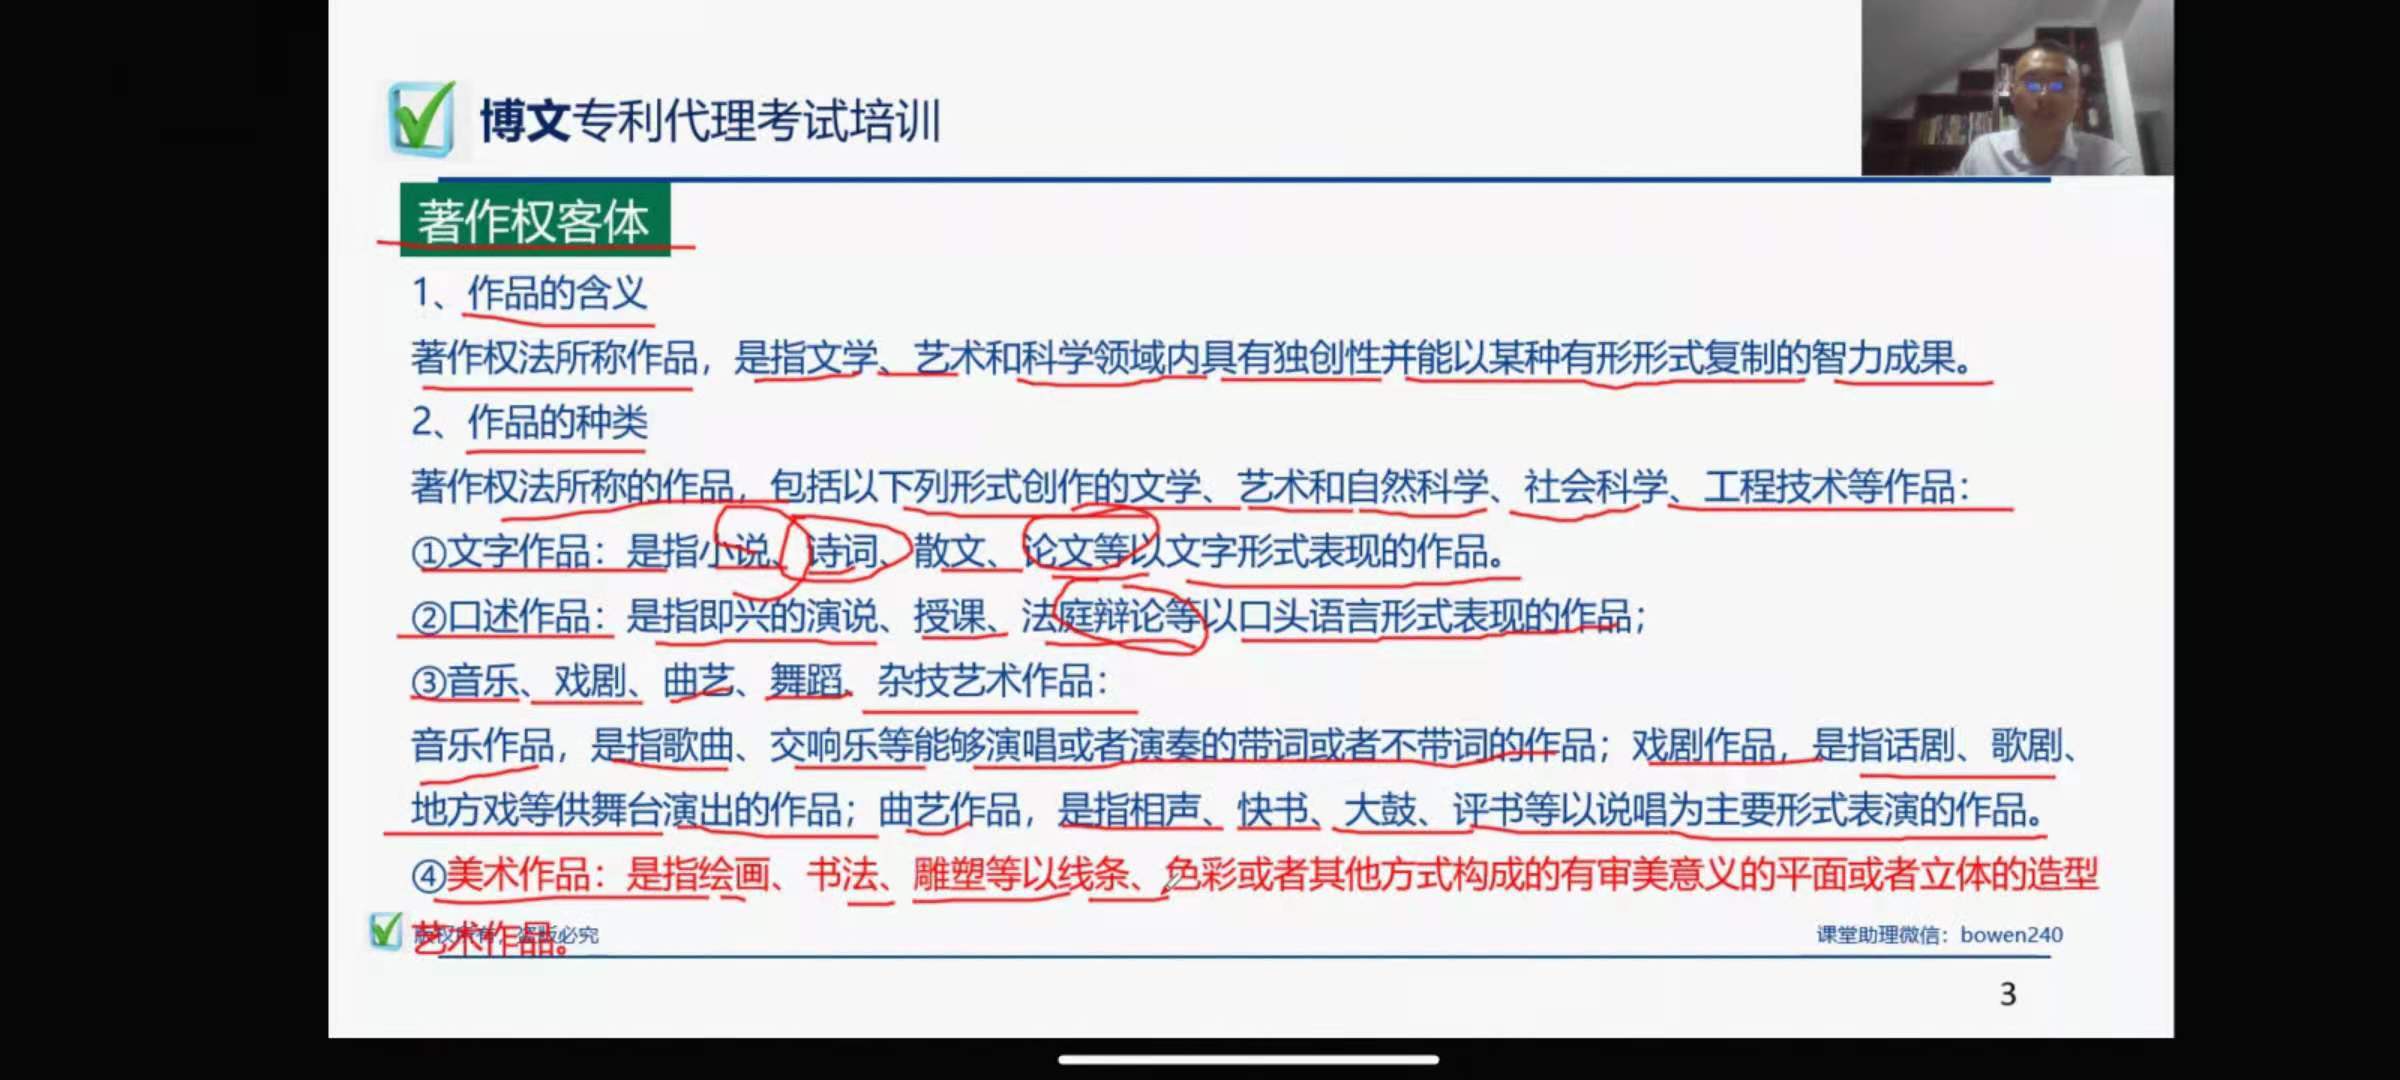 博文专利代理考试培训
著作权客体
1、作品的含义
著作权法所称作品，是指文学、艺术和科学领域内具有独创性并能以某种有形形式复制的智力成果。
2、作品的种类
著作权法所称的作品，包括以下列形式创作的文学、艺术和自然科学、社会科学、工程技术等作品：
①文字作品：是指小说、诗词、散文、论文等以文字形式表现的作品。
②口述作品：是指即兴的演说、授课、法庭辩论等以口头语言形式表现的作品；
③音乐、戏剧、曲艺、舞蹈、杂技艺术作品：
音乐作品，是指歌曲、交响乐等能够演唱或者演奏的带词或者不带词的作品；戏剧作品，是指话剧、歌剧、
地方戏等供舞台演出的作品；曲艺作品，是指相声、快书、大鼓、评书等以说唱为主要形式表演的作品。
④美术作品：是指绘画、书法、雕塑等以线条、色彩或者其他方式构成的有审美意义的平面或者立体的造型
艺术作品。
版权所有，盗版必究
课堂助理微信：bowen240
3